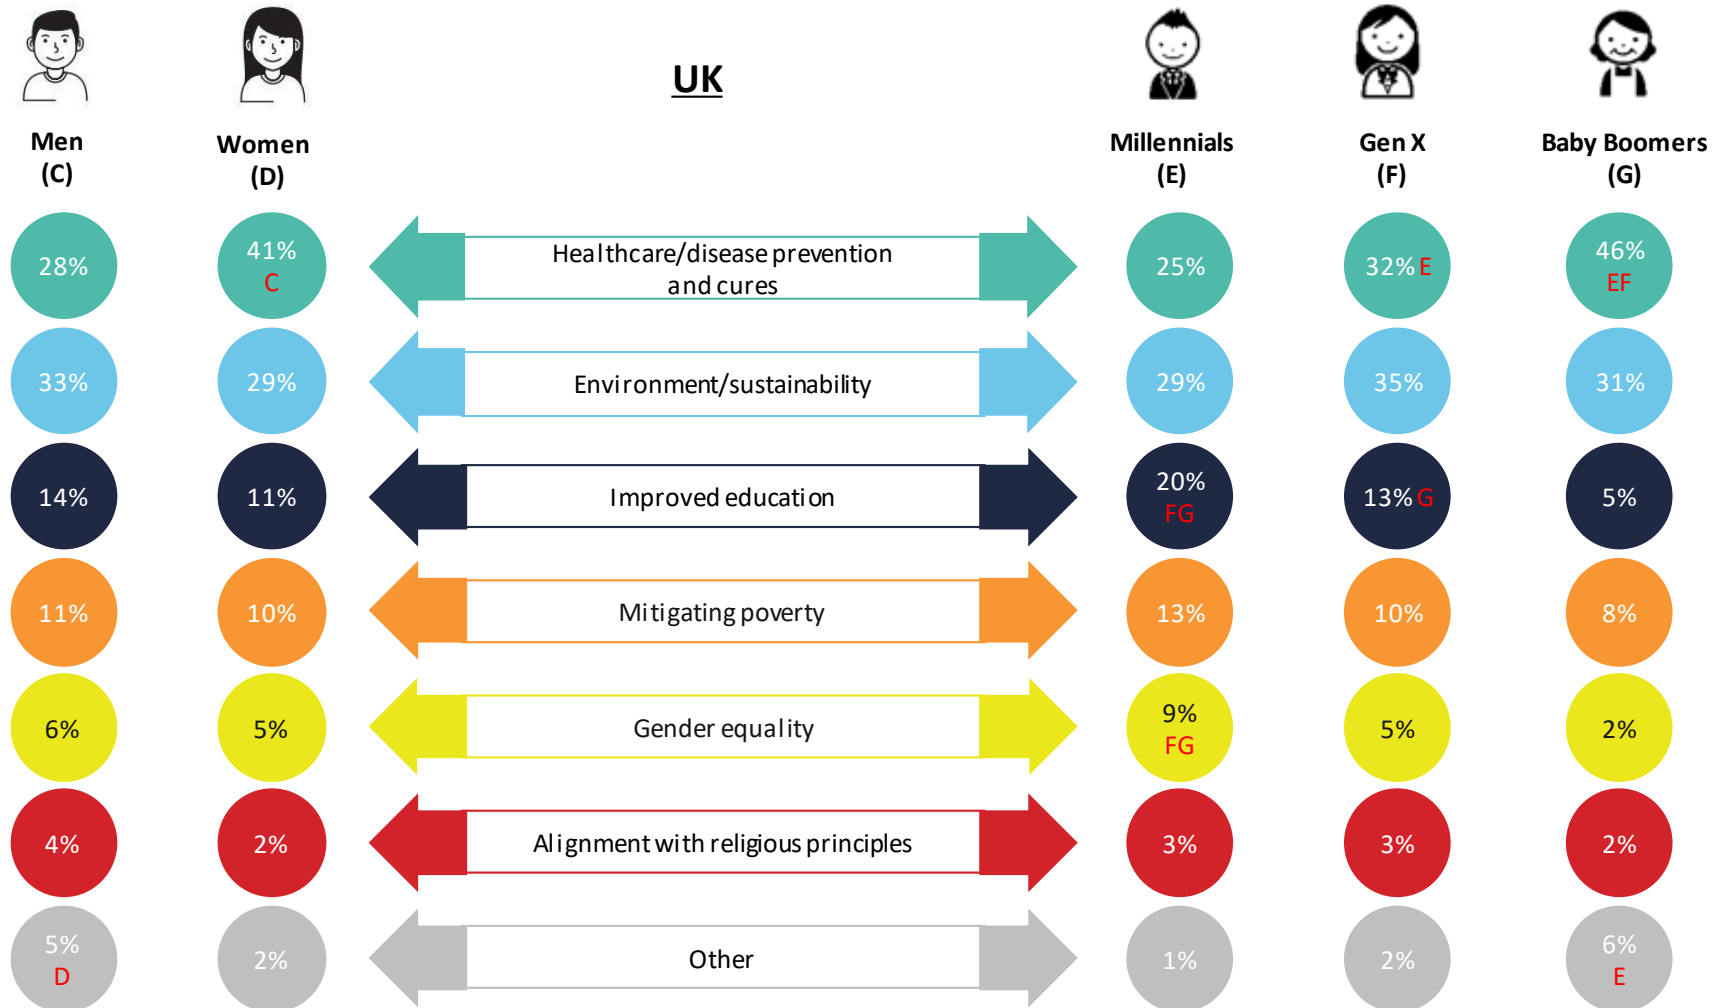 UK
Men
(C)
Women
(D)
Millennials
(E)
Gen X
(F)
Baby Boomers
(G)
28%
41%
C
Healthcare/disease prevention
and cures
25%
32% E
46%
EF
33%
29%
Environment/sustainability
29%
35%
31%
14%
11%
Improved education
20%
FG
13% G
5%
11%
10%
Mitigating poverty
13%
10%
8%
6%
5%
Gender equality
9%
FG
5%
2%
4%
2%
Alignment with religious principles
3%
3%
2%
5%
D
2%
Other
1%
2%
6%
E